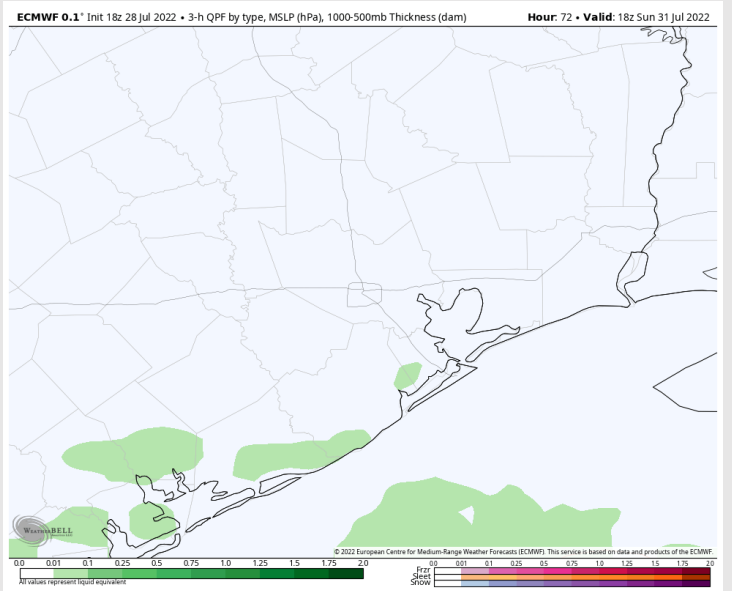 ECMWF 0.1° Init 18z 28 Jul 2022 • 3-h QPF by type, MSLP (hPa), 1000-500mb Thickness (dam) Hour: 72 • Valid: 18z Sun 31 Jul 2022
WEATHERBELL
© 2022 European Centre for Medium-Range Weather Forecasts (ECMWF). This service is based on data and products of the ECMWF.
0.0 0.01 0.1 0.25 0.5 0.75 1.0 1.25 1.5 1.75 2.0
All values represent liquid equivalent
0.0 0.01 0.1 0.25 0.5 0.75 1.0 1.25 1.5 1.75 2.0
Frzr
Sleet
Snow